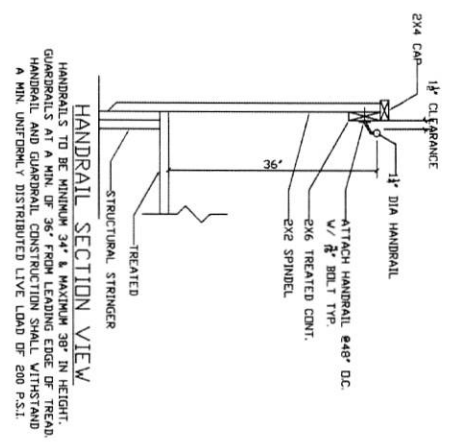 2X4 CAP
1½" CLEARANCE
1½" DIA HANDRAIL
36"
ATTACH HANDRAIL @48" O.C.
W/ BOLT TYP.
2X6 TREATED CONT.
2X2 SPINDEL
TREATED
STRUCTURAL STRINGER
HANDRAIL SECTION VIEW
HANDRAILS TO BE MINIMUM 34" & MAXIMUM 38" IN HEIGHT.
GUARDRAILS AT A MIN. OF 36" FROM LEADING EDGE OF TREAD.
HANDRAIL AND GUARDRAIL CONSTRUCTION SHALL WITHSTAND
A MIN. UNIFORMLY DISTRIBUTED LIVE LOAD OF 200 P.S.I.